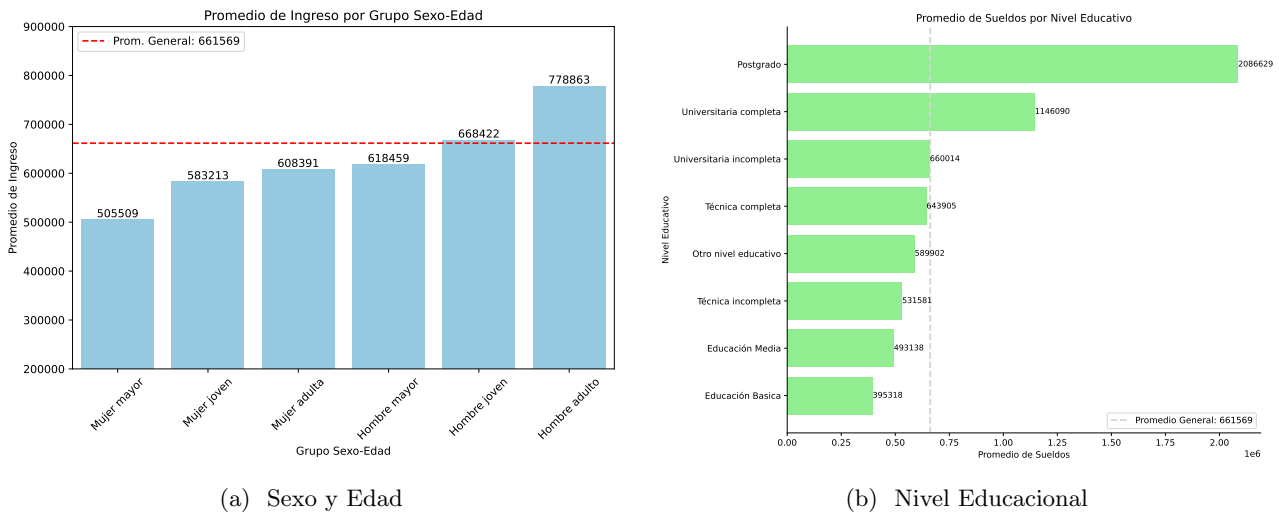 Promedio de Ingreso por Grupo Sexo-Edad
Prom. General: 661569
900000
800000
700000
600000
500000
400000
300000
200000
Promedio de Ingreso
505509
583213
608391
618459
668422
778863
Mujer mayor
Mujer joven
Mujer adulta
Hombre mayor
Hombre joven
Hombre adulto
Grupo Sexo-Edad
(a) Sexo y Edad
Promedio de Sueldos por Nivel Educativo
Nivel Educativo
Postgrado
2086629
Universitaria completa
1146090
Universitaria incompleta
660014
Técnica completa
643905
Otro nivel educativo
589902
Técnica incompleta
531581
Educación Media
493138
Educación Basica
395318
Promedio General: 661569
0.00
0.25
0.50
0.75
1.00
1.25
1.50
1.75
2.00
1e6
Promedio de Sueldos
(b) Nivel Educacional